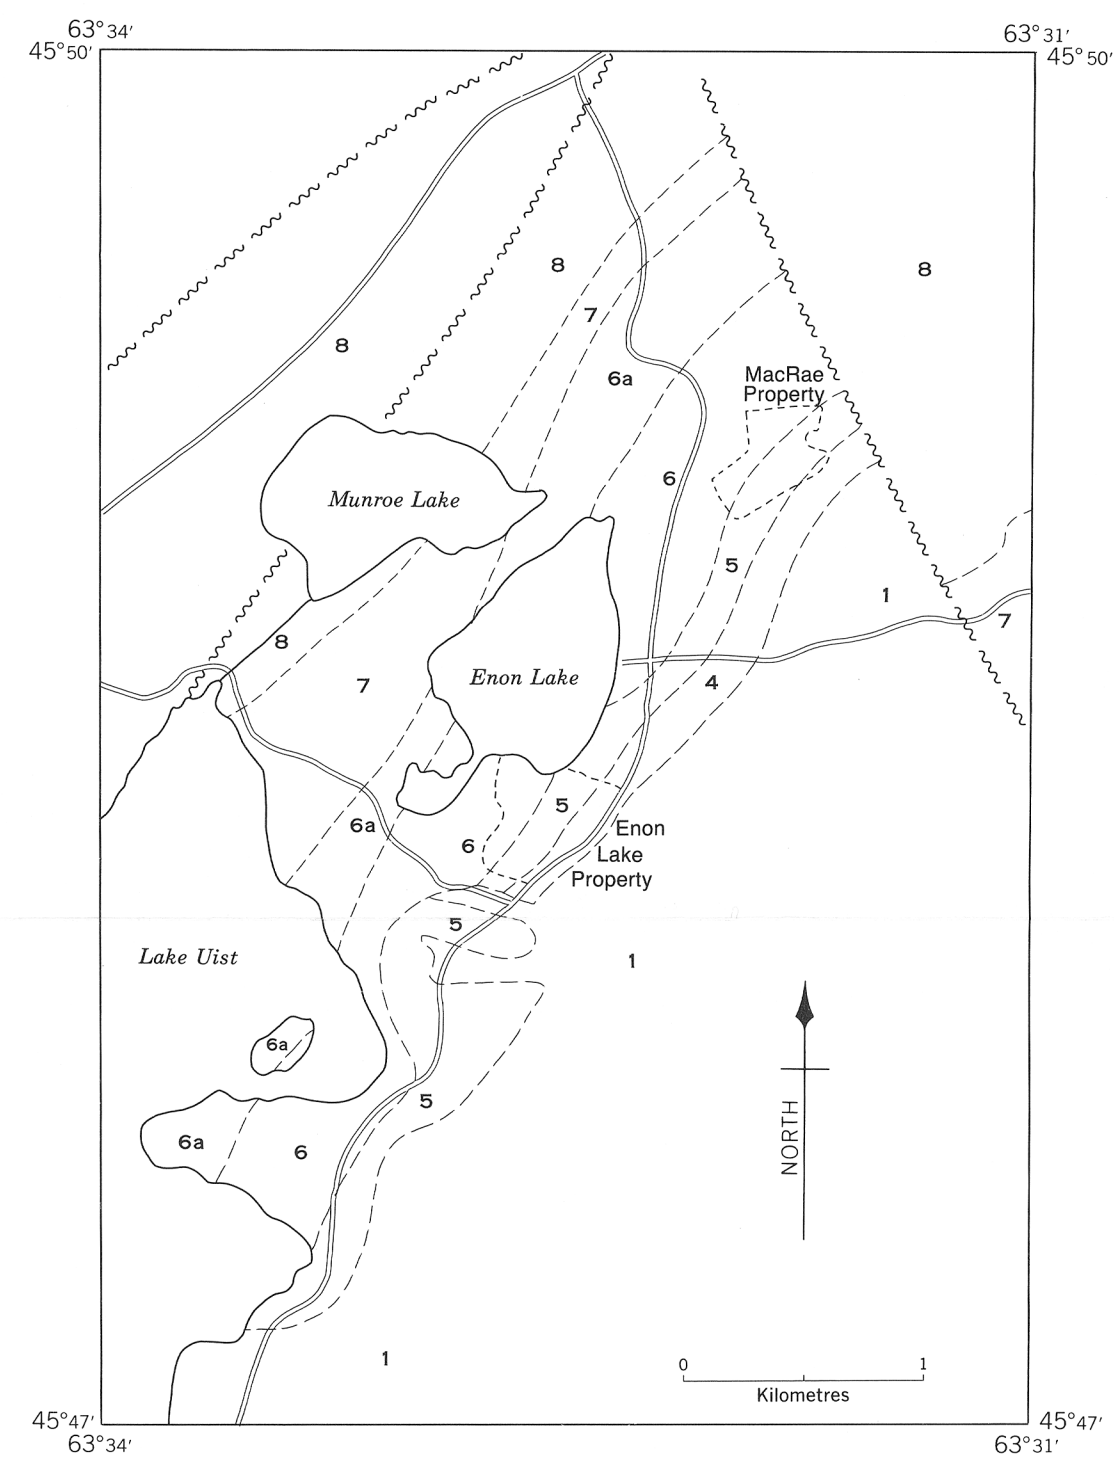 63°34′
63°31′
45°50′
45°50′
8
8
7
8
6a
MacRae
Property
6
Munroe Lake
5
1
7
8
7
Enon Lake
4
5
6a
6
Enon
Lake
Property
5
Lake Uist
1
6a
5
6a
6
NORTH
1
0 1
Kilometres
45°47′
45°47′
63°34′
63°31′